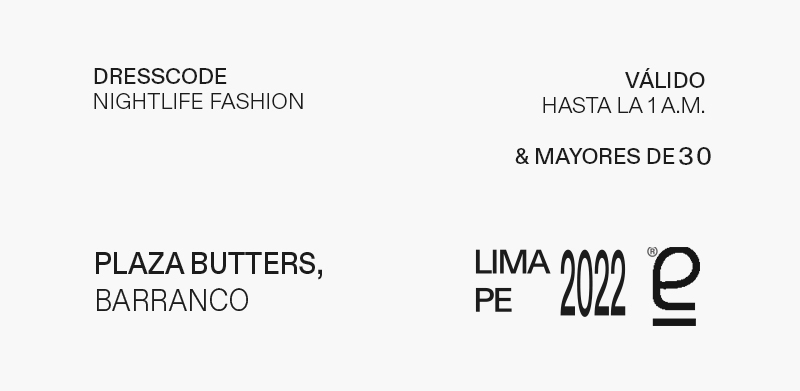 DRESSCODE
NIGHTLIFE FASHION
VÁLIDO
HASTA LA 1 A.M.
& MAYORES DE 30
PLAZA BUTTERS,
BARRANCO
LIMA
PE
2022
® e